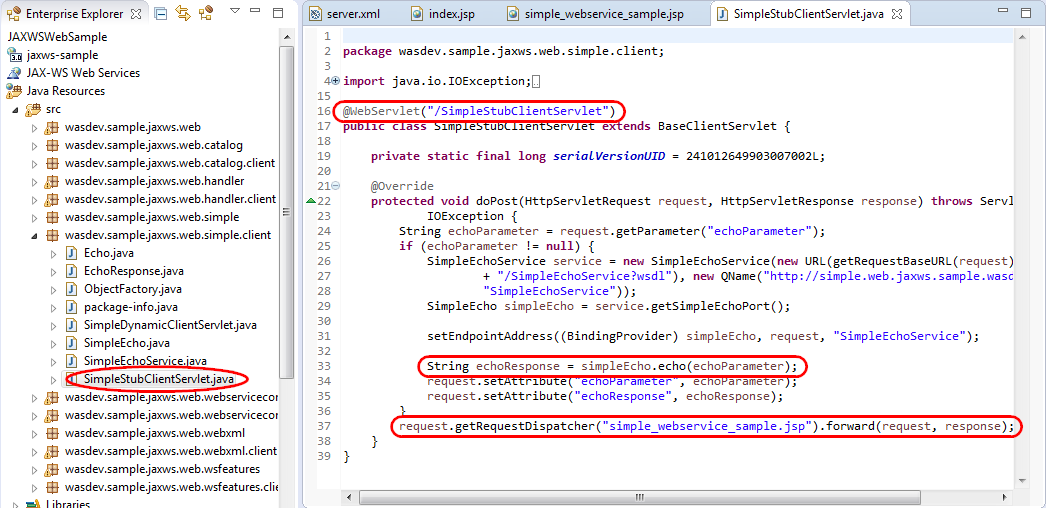 Enterprise Explorer
JAXWSWebSample
jaxws-sample
3.0
JAX-WS Web Services
Java Resources
src
wasdev.sample.jaxws.web
wasdev.sample.jaxws.web.catalog
wasdev.sample.jaxws.web.catalog.client
wasdev.sample.jaxws.web.handler
wasdev.sample.jaxws.web.handler.client
wasdev.sample.jaxws.web.simple
wasdev.sample.jaxws.web.simple.client
Echo.java
EchoResponse.java
ObjectFactory.java
package-info.java
SimpleDynamicClientServlet.java
SimpleEcho.java
SimpleEchoService.java
SimpleStubClientServlet.java
wasdev.sample.jaxws.web.webservicecor
wasdev.sample.jaxws.web.webservicecor
wasdev.sample.jaxws.web.webxml
wasdev.sample.jaxws.web.webxml.client
wasdev.sample.jaxws.web.wsfeatures
wasdev.sample.jaxws.web.wsfeatures.clie
Libraries
server.xml index.jsp simple_webservice_sample.jsp SimpleStubClientServlet.java
1
2 package wasdev.sample.jaxws.web.simple.client;
3
4 import java.io.IOException;
15
16 @WebServlet("/SimpleStubClientServlet")
17 public class SimpleStubClientServlet extends BaseClientServlet {
18
19 private static final long serialVersionUID = 241012649903007002L;
20
21 @Override
22 protected void doPost(HttpServletRequest request, HttpServletResponse response) throws Servl
23 IOException {
24 String echoParameter = request.getParameter("echoParameter");
25 if (echoParameter != null) {
26 SimpleEchoService service = new SimpleEchoService(new URL(getRequestBaseURL(request)
27 + "/SimpleEchoService?wsdl"), new QName("http://simple.web.jaxws.sample.wasd
28 "SimpleEchoService"));
29 SimpleEcho simpleEcho = service.getSimpleEchoPort();
30
31 setEndpointAddress((BindingProvider) simpleEcho, request, "SimpleEchoService");
32
33 String echoResponse = simpleEcho.echo(echoParameter);
34 request.setAttribute("echoParameter", echoParameter);
35 request.setAttribute("echoResponse", echoResponse);
36 }
37 request.getRequestDispatcher("simple_webservice_sample.jsp").forward(request, response);
38 }
39 }